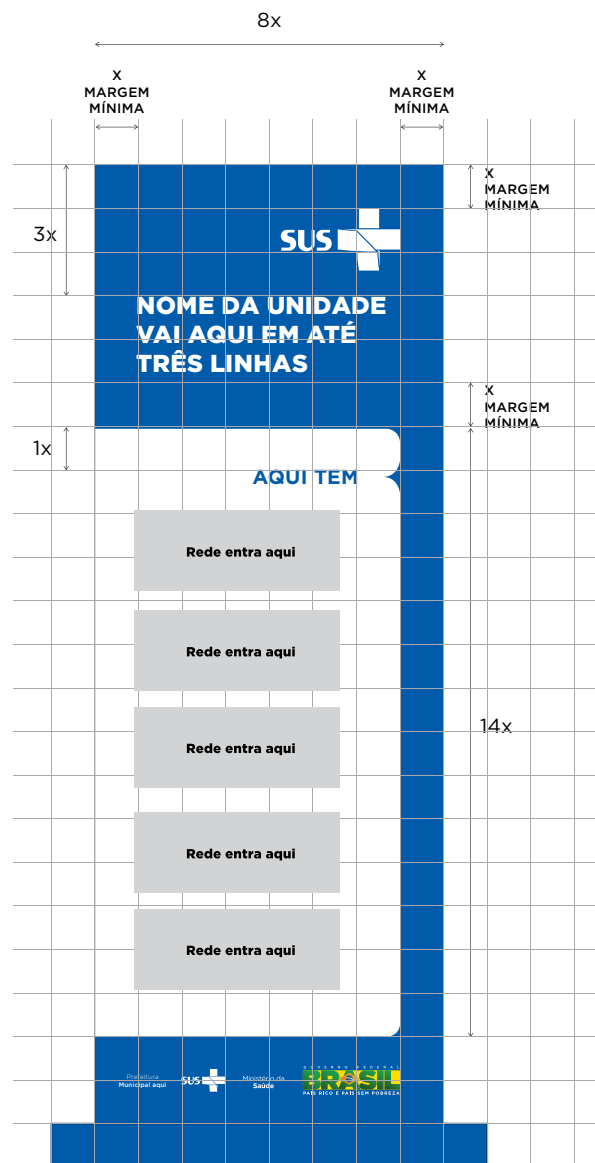 8x
X
MARGEM
MÍNIMA
X
MARGEM
MÍNIMA
X
MARGEM
MÍNIMA
3x
SUS
NOME DA UNIDADE
VAI AQUI EM ATÉ
TRÊS LINHAS
X
MARGEM
MÍNIMA
1x
AQUI TEM
Rede entra aqui
Rede entra aqui
14x
Rede entra aqui
Rede entra aqui
Rede entra aqui
Prefeitura
Municipal aqui
SUS
Ministério da
Saúde
GOVERNO FEDERAL
BRASIL
PAÍS RICO É PAÍS SEM POBREZA